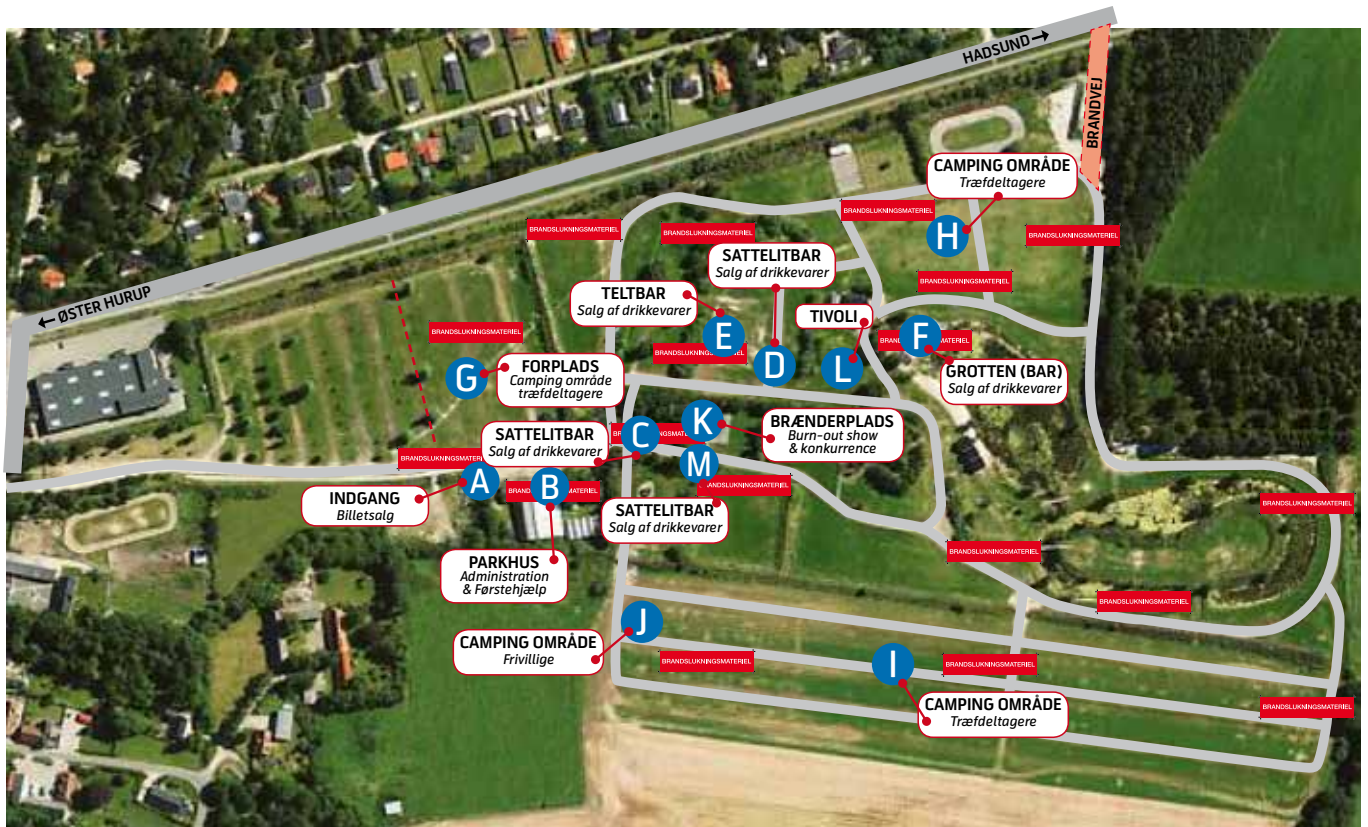 HADSUND →
BRANDVEJ
CAMPING OMRÅDE
Træfdeltagere
BRANDSLUKNINGSMATERIEL
H
BRANDSLUKNINGSMATERIEL
BRANDSLUKNINGSMATERIEL
BRANDSLUKNINGSMATERIEL
BRANDSLUKNINGSMATERIEL
SATTELITBAR
Salg af drikkevarer
TELTBAR
Salg af drikkevarer
← ØSTER HURUP
TIVOLI
BRANDSLUKNINGSMATERIEL
E
BRANDSLUKNINGSMATERIEL
D
L
F
BRANDSLUKNINGSMATERIEL
GROTTEN (BAR)
Salg af drikkevarer
G
FORPLADS
Camping område
træfdeltagere
SATTELITBAR
Salg af drikkevarer
BRANDSLUKNINGSMATERIEL
C
K
BRÆNDERPLADS
Burn-out show
& konkurrence
BRANDSLUKNINGSMATERIEL
M
BRANDSLUKNINGSMATERIEL
A
B
BRANDSLUKNINGSMATERIEL
INDGANG
Billetsalg
SATTELITBAR
Salg af drikkevarer
BRANDSLUKNINGSMATERIEL
BRANDSLUKNINGSMATERIEL
PARKHUS
Administration
& Førstehjælp
BRANDSLUKNINGSMATERIEL
J
CAMPING OMRÅDE
Frivillige
BRANDSLUKNINGSMATERIEL
I
BRANDSLUKNINGSMATERIEL
CAMPING OMRÅDE
Træfdeltagere
BRANDSLUKNINGSMATERIEL